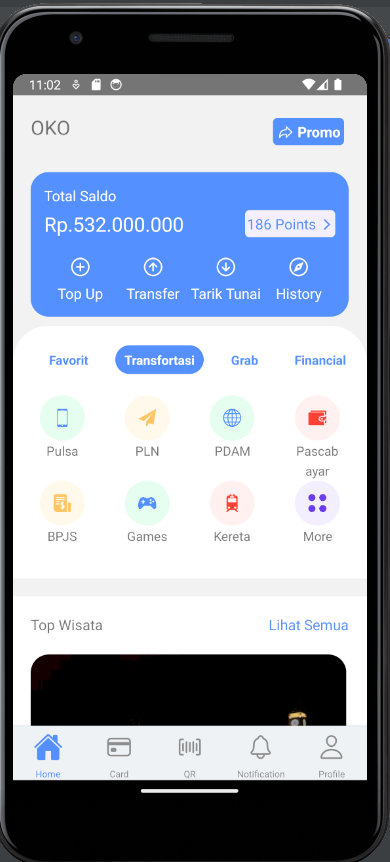 11:02
OKO
Promo
Total Saldo
Rp.532.000.000
186 Points
Top Up Transfer Tarik Tunai History
Favorit Transfortasi Grab Financial
Pulsa PLN PDAM Pascab
ayar
BPJS Games Kereta More
Top Wisata Lihat Semua
Home Card QR Notification Profile